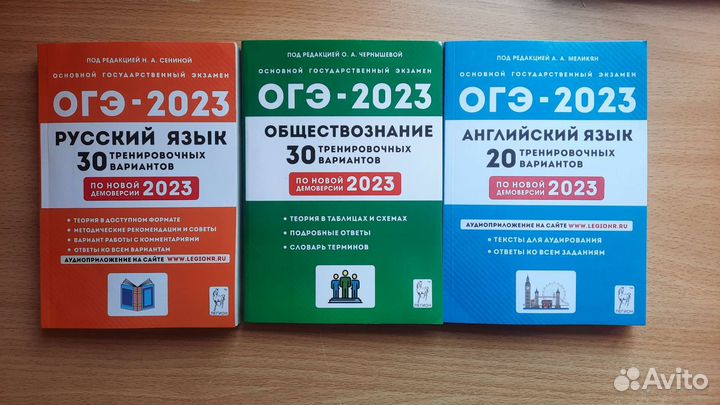 ПОД РЕДАКЦИЕЙ Н. А. СЕНИНОЙ
ОСНОВНОЙ ГОСУДАРСТВЕННЫЙ ЭКЗАМЕН
ОГЭ-2023
РУССКИЙ ЯЗЫК
30 ТРЕНИРОВОЧНЫХ
ВАРИАНТОВ
ПО НОВОЙ
ДЕМОВЕРСИИ 2023
• ТЕОРИЯ В ДОСТУПНОМ ФОРМАТЕ
• МЕТОДИЧЕСКИЕ РЕКОМЕНДАЦИИ И СОВЕТЫ
• ВАРИАНТ РАБОТЫ С КОММЕНТАРИЯМИ
• ОТВЕТЫ КО ВСЕМ ВАРИАНТАМ
АУДИОПРИЛОЖЕНИЕ НА САЙТЕ WWW.LEGIONR.RU
ЛЕГИОН
ПОД РЕДАКЦИЕЙ О. А. ЧЕРНЫШЕВОЙ
ОСНОВНОЙ ГОСУДАРСТВЕННЫЙ ЭКЗАМЕН
ОГЭ-2023
ОБЩЕСТВОЗНАНИЕ
30 ТРЕНИРОВОЧНЫХ
ВАРИАНТОВ
ПО НОВОЙ
ДЕМОВЕРСИИ 2023
• ТЕОРИЯ В ТАБЛИЦАХ И СХЕМАХ
• ПОДРОБНЫЕ ОТВЕТЫ
• СЛОВАРЬ ТЕРМИНОВ
ЛЕГИОН
ПОД РЕДАКЦИЕЙ А. А. МЕЛИКЯН
ОСНОВНОЙ ГОСУДАРСТВЕННЫЙ ЭКЗАМЕН
ОГЭ-2023
АНГЛИЙСКИЙ ЯЗЫК
20 ТРЕНИРОВОЧНЫХ
ВАРИАНТОВ
ПО НОВОЙ
ДЕМОВЕРСИИ 2023
АУДИОПРИЛОЖЕНИЕ НА САЙТЕ WWW.LEGIONR.RU
• ТЕКСТЫ ДЛЯ АУДИРОВАНИЯ
• ОТВЕТЫ КО ВСЕМ ЗАДАНИЯМ
ЛЕГИОН
Avito